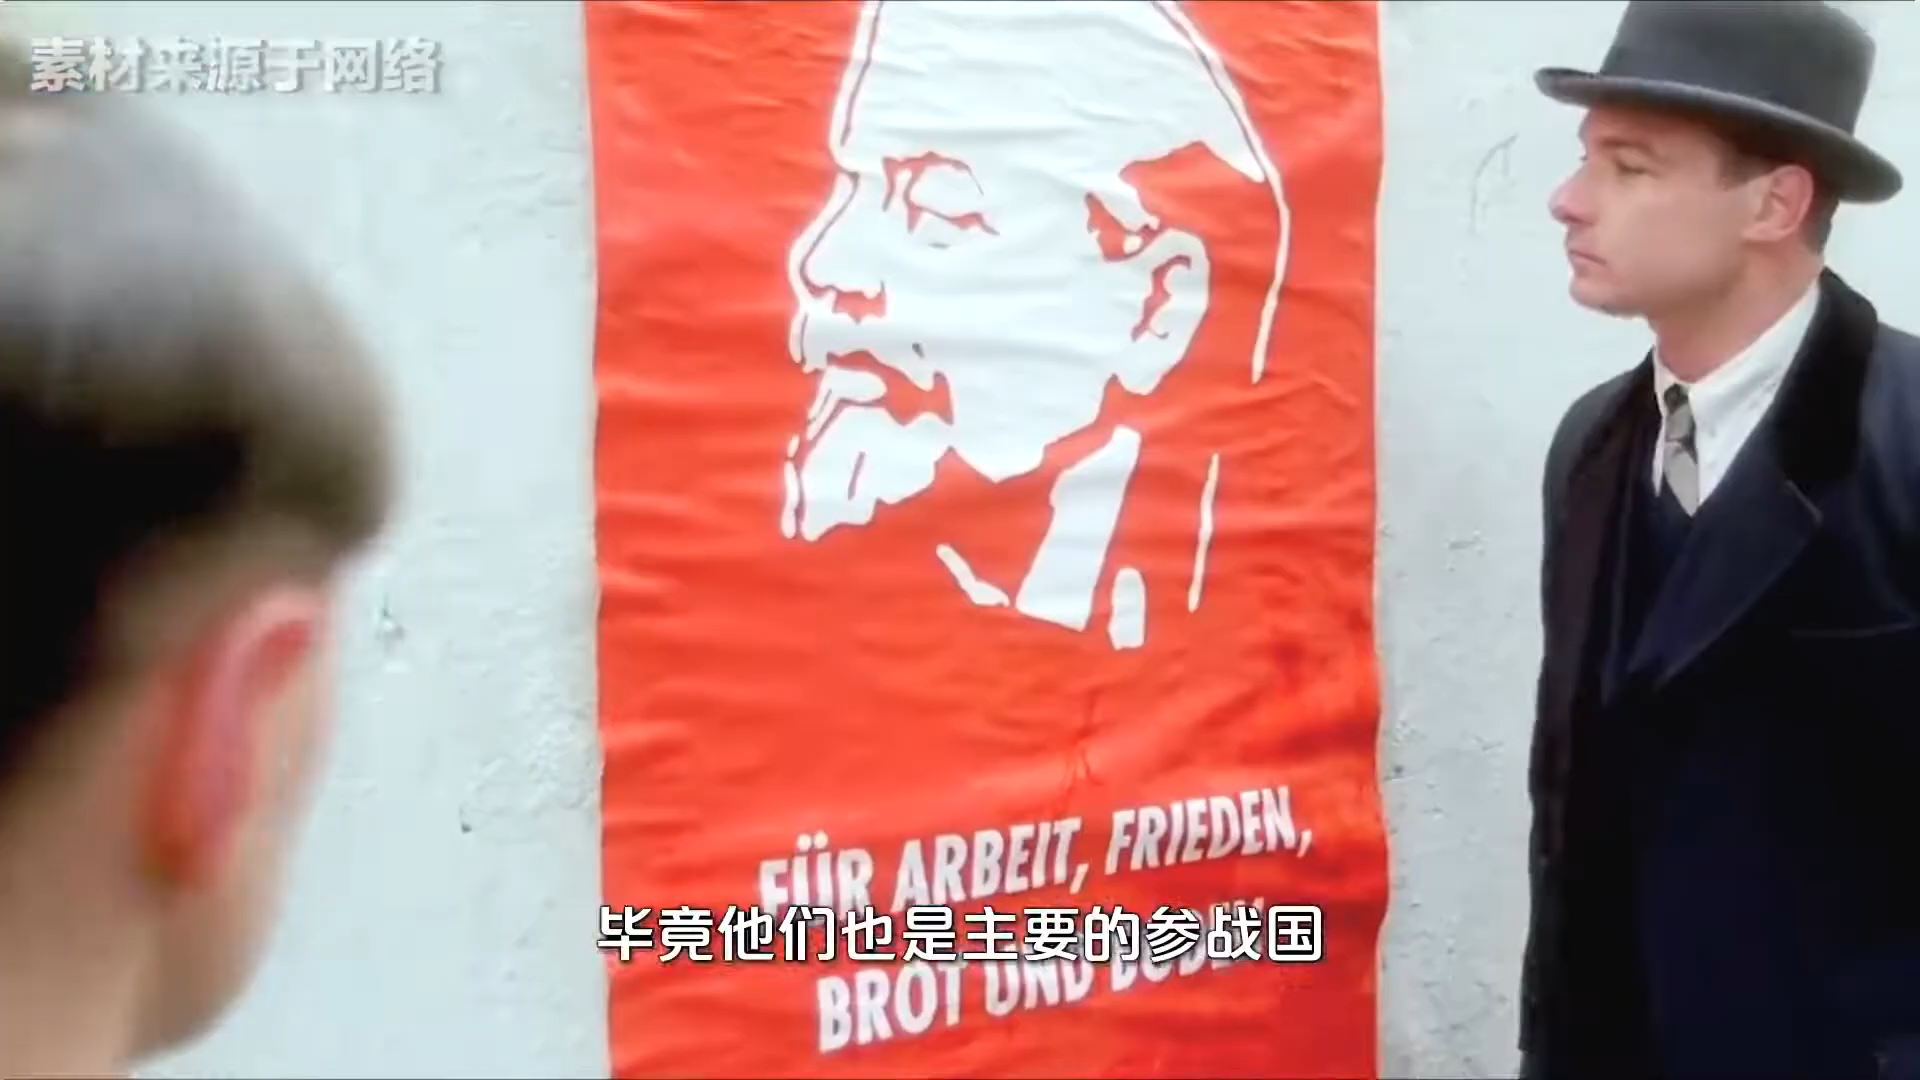 素材来源于网络
FÜR ARBEIT, FRIEDEN,
毕竟他们也是主要的参战国
BROT UND BODEN